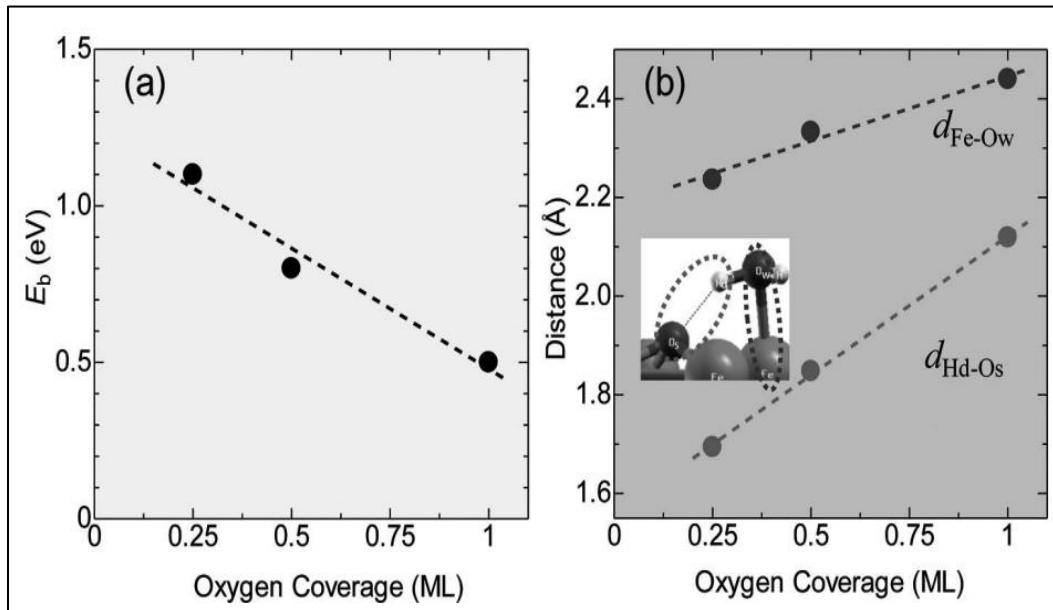 (a)
1.5
1.0
0.5
0
E_b (eV)
0 0.25 0.5 0.75 1
Oxygen Coverage (ML)
(b)
2.4
2.2
2.0
1.8
1.6
Distance (Å)
d_Fe-Ow
d_Hd-Os
O_w
O_s
Fe
Fe
0 0.25 0.5 0.75 1
Oxygen Coverage (ML)